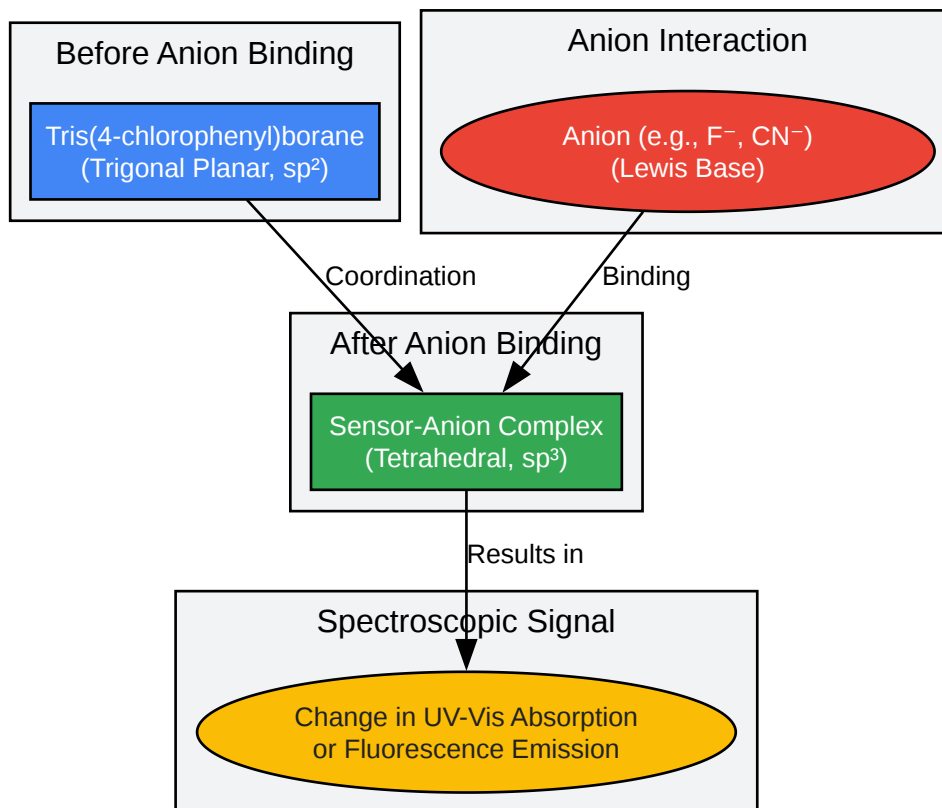 Before Anion Binding
Tris(4-chlorophenyl)borane
(Trigonal Planar, sp²)
Anion Interaction
Anion (e.g., F⁻, CN⁻)
(Lewis Base)
Coordination
Binding
After Anion Binding
Sensor-Anion Complex
(Tetrahedral, sp³)
Results in
Spectroscopic Signal
Change in UV-Vis Absorption
or Fluorescence Emission